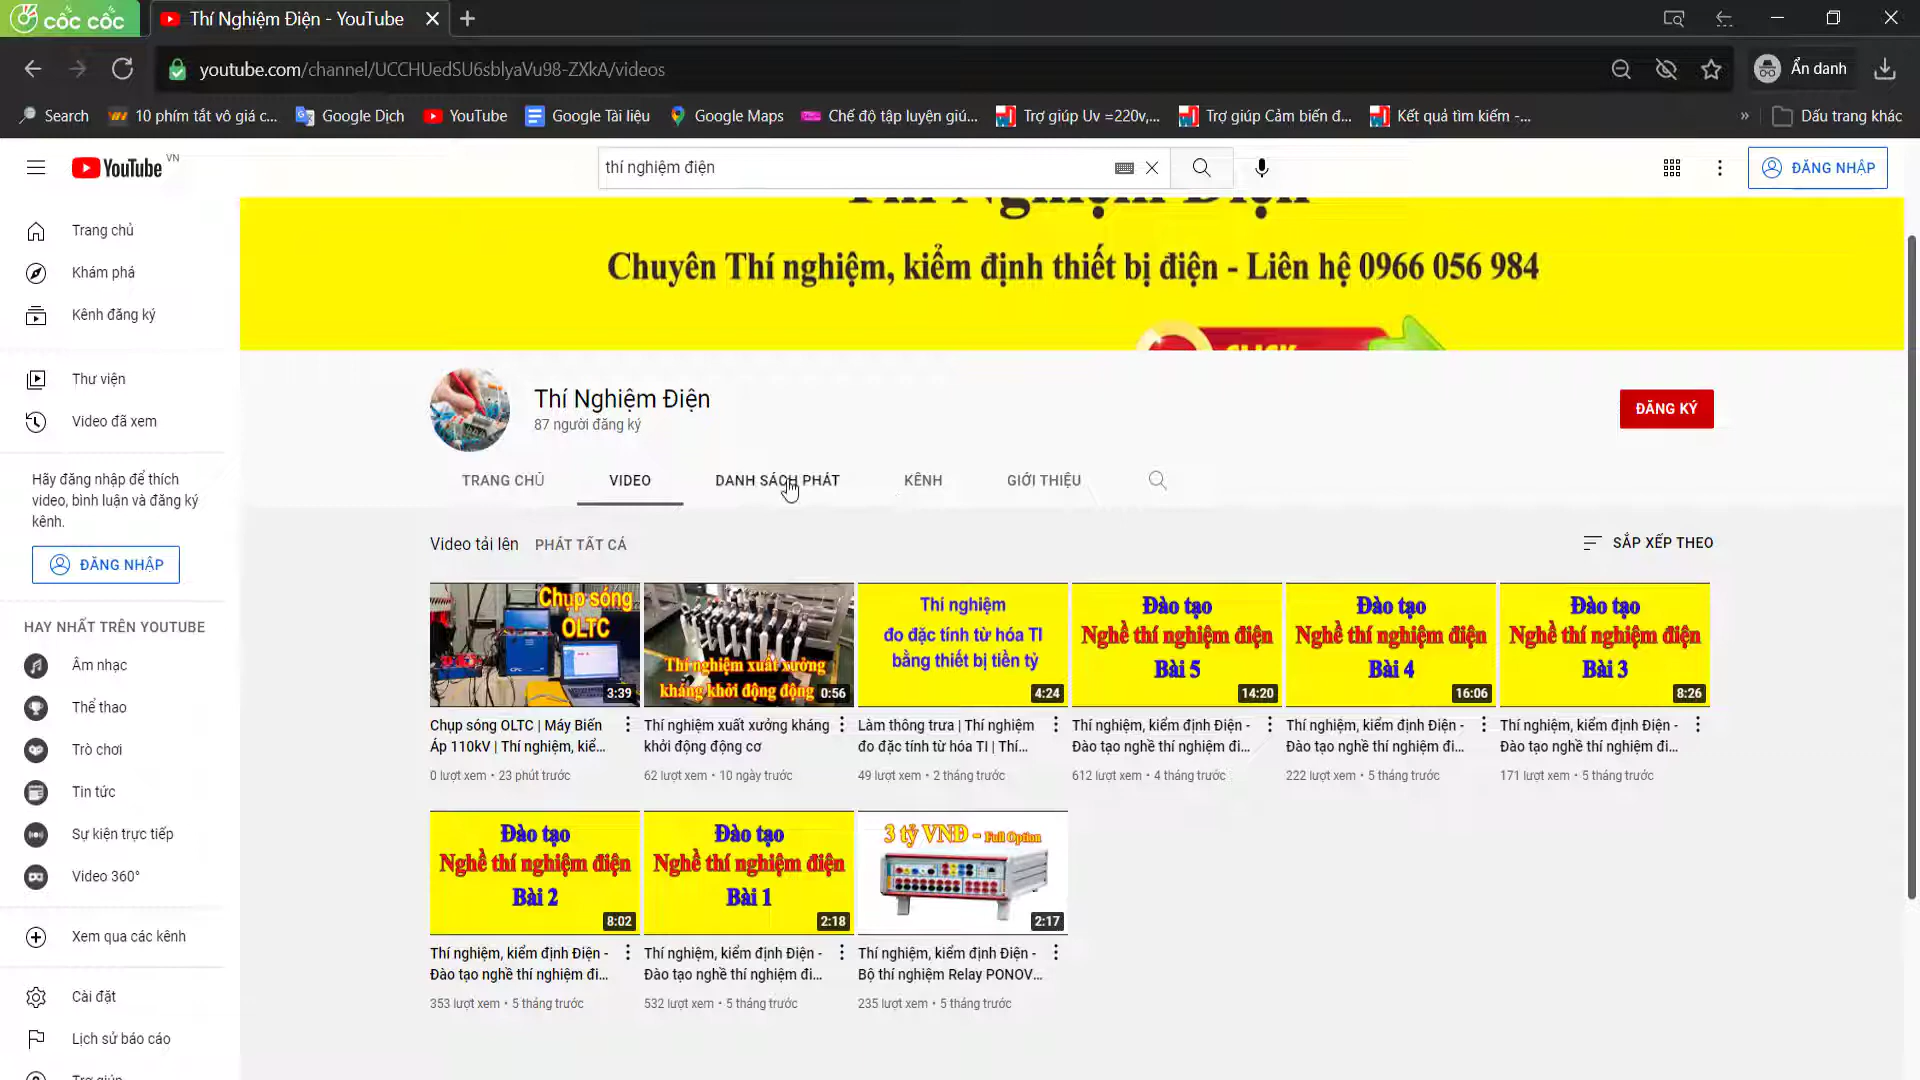 cốc cốc
Thí Nghiệm Điện - YouTube
youtube.com/channel/UCCHUedSU6sblyaVu98-ZXkA/videos
Ẩn danh
Search
10 phím tắt vô giá c...
Google Dịch
YouTube
Google Tài liệu
Google Maps
Chế độ tập luyện giú...
Trợ giúp Uv =220v,...
Trợ giúp Cảm biến đ...
Kết quả tìm kiếm -...
Dấu trang khác
YouTube VN
thí nghiệm điện
ĐĂNG NHẬP
Trang chủ
Khám phá
Kênh đăng ký
Thư viện
Video đã xem
Hãy đăng nhập để thích
video, bình luận và đăng ký
kênh.
ĐĂNG NHẬP
HAY NHẤT TRÊN YOUTUBE
Âm nhạc
Thể thao
Trò chơi
Tin tức
Sự kiện trực tiếp
Video 360°
Xem qua các kênh
Cài đặt
Lịch sử báo cáo
Trợ giúp
Thí Nghiệm Điện
Chuyên Thí nghiệm, kiểm định thiết bị điện - Liên hệ 0966 056 984
CLICK
Thí Nghiệm Điện
87 người đăng ký
ĐĂNG KÝ
TRANG CHỦ
VIDEO
DANH SÁCH PHÁT
KÊNH
GIỚI THIỆU
Video tải lên
PHÁT TẤT CẢ
SẮP XẾP THEO
Chụp sóng
OLTC
3:39
Chụp sóng OLTC | Máy Biến
Áp 110kV | Thí nghiệm, kiể...
0 lượt xem • 23 phút trước
Thí nghiệm xuất xưởng
kháng khởi động động
0:56
Thí nghiệm xuất xưởng kháng
khởi động động cơ
62 lượt xem • 10 ngày trước
Thí nghiệm
đo đặc tính từ hóa TI
bằng thiết bị tiền tỷ
4:24
Làm thông trưa | Thí nghiệm
đo đặc tính từ hóa TI | Thí...
49 lượt xem • 2 tháng trước
Đào tạo
Nghề thí nghiệm điện
Bài 5
14:20
Thí nghiệm, kiểm định Điện -
Đào tạo nghề thí nghiệm đi...
612 lượt xem • 4 tháng trước
Đào tạo
Nghề thí nghiệm điện
Bài 4
16:06
Thí nghiệm, kiểm định Điện -
Đào tạo nghề thí nghiệm đi...
222 lượt xem • 5 tháng trước
Đào tạo
Nghề thí nghiệm điện
Bài 3
8:26
Thí nghiệm, kiểm định Điện -
Đào tạo nghề thí nghiệm đi...
171 lượt xem • 5 tháng trước
Đào tạo
Nghề thí nghiệm điện
Bài 2
8:02
Thí nghiệm, kiểm định Điện -
Đào tạo nghề thí nghiệm đi...
353 lượt xem • 5 tháng trước
Đào tạo
Nghề thí nghiệm điện
Bài 1
2:18
Thí nghiệm, kiểm định Điện -
Đào tạo nghề thí nghiệm đi...
532 lượt xem • 5 tháng trước
3 tỷ VNĐ - Full Option
2:17
Thí nghiệm, kiểm định Điện -
Bộ thí nghiệm Relay PONOV...
235 lượt xem • 5 tháng trước